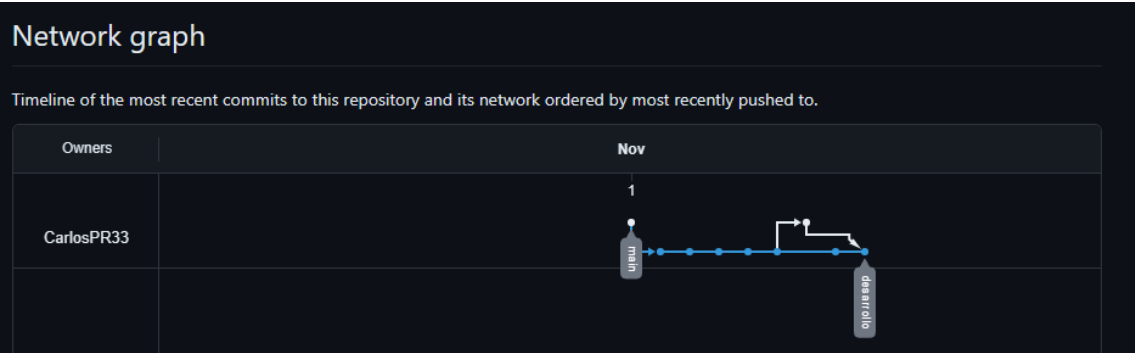 Network graph
Timeline of the most recent commits to this repository and its network ordered by most recently pushed to.
Owners
Nov
1
CarlosPR33
main
desarrollo